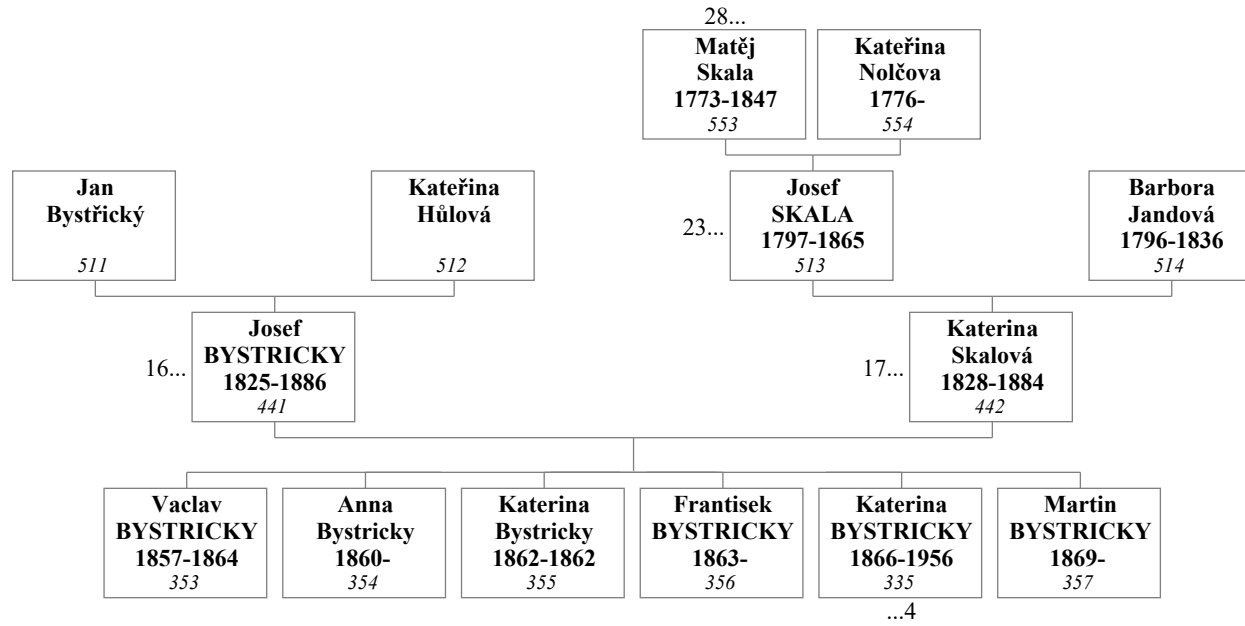 28...
Matěj
Skala
1773-1847
553
Kateřina
Nolčova
1776-
554
Jan
Bystřický
511
Kateřina
Hůlová
512
23...
Josef
SKALA
1797-1865
513
Barbora
Jandová
1796-1836
514
16...
Josef
BYSTRICKY
1825-1886
441
17...
Katerina
Skalová
1828-1884
442
Vaclav
BYSTRICKY
1857-1864
353
Anna
Bystricky
1860-
354
Katerina
Bystricky
1862-1862
355
Frantisek
BYSTRICKY
1863-
356
Katerina
BYSTRICKY
1866-1956
335
...4
Martin
BYSTRICKY
1869-
357